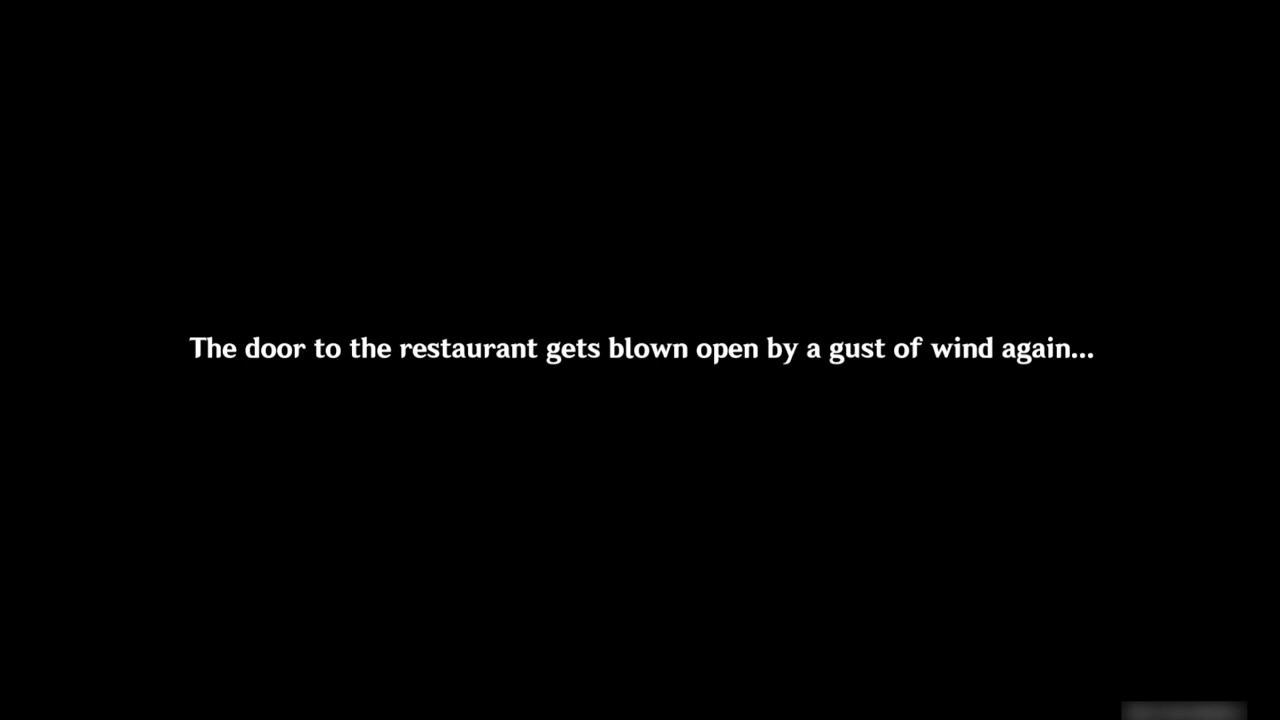 The door to the restaurant gets blown open by a gust of wind again...